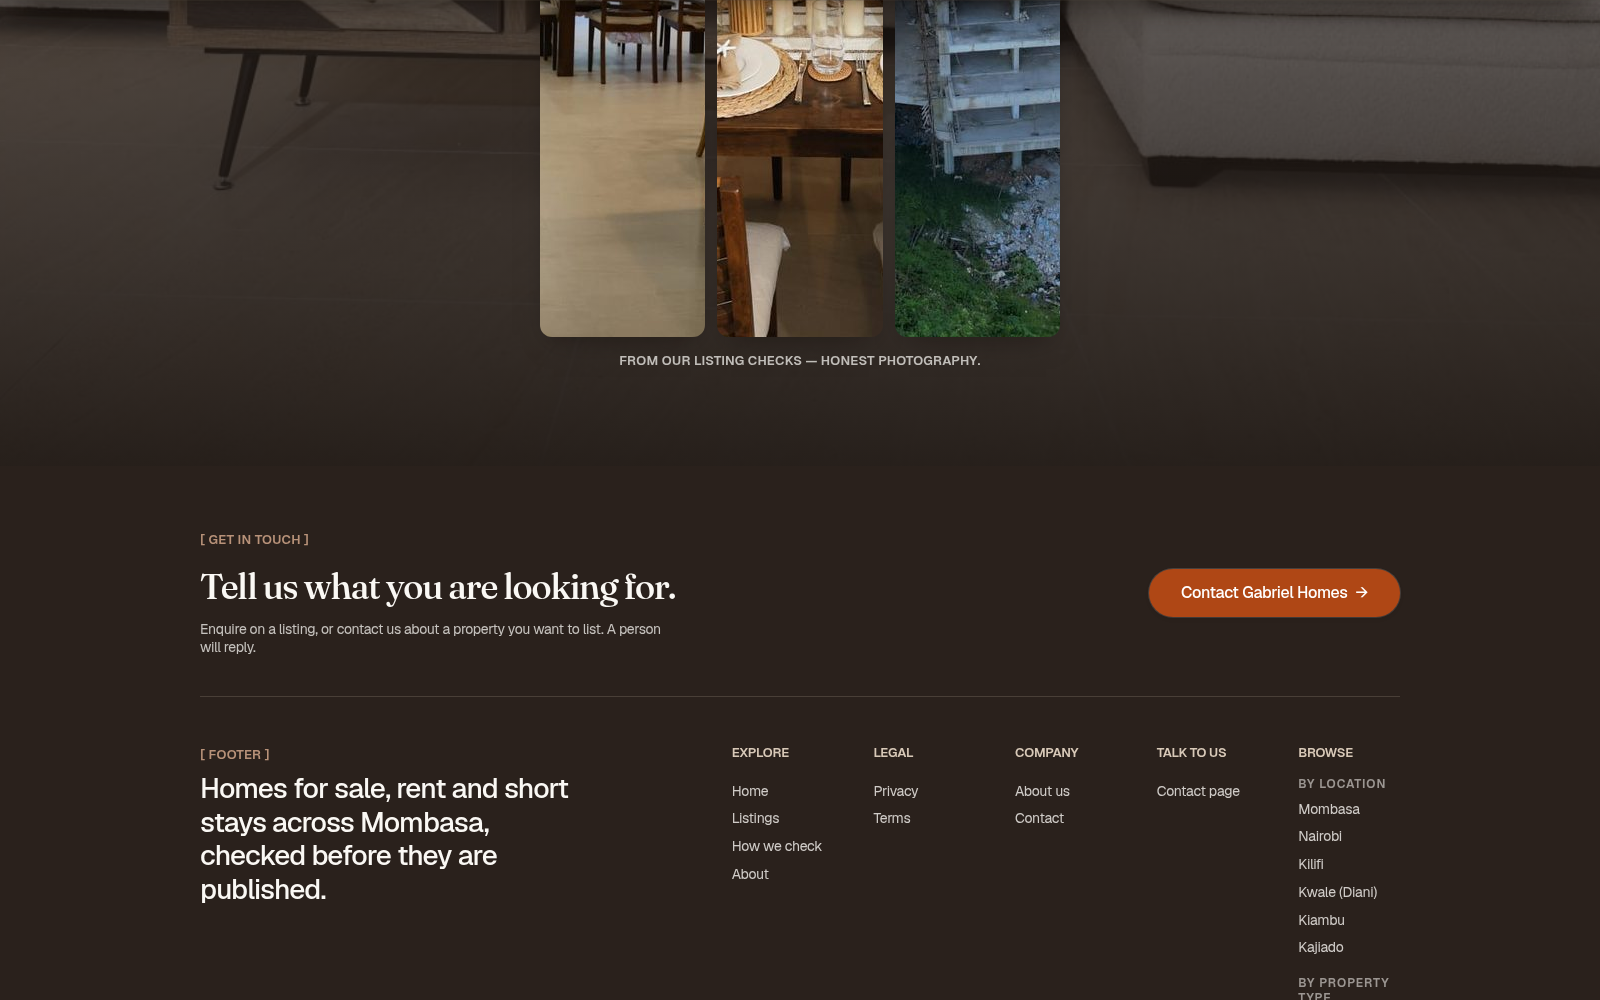 FROM OUR LISTING CHECKS — HONEST PHOTOGRAPHY.
[ GET IN TOUCH ]
Tell us what you are looking for.
Enquire on a listing, or contact us about a property you want to list. A person
will reply.
Contact Gabriel Homes →
[ FOOTER ]
Homes for sale, rent and short
stays across Mombasa,
checked before they are
published.
EXPLORE
Home
Listings
How we check
About
LEGAL
Privacy
Terms
COMPANY
About us
Contact
TALK TO US
Contact page
BROWSE
BY LOCATION
Mombasa
Nairobi
Kilifi
Kwale (Diani)
Kiambu
Kajiado
BY PROPERTY
TYPE